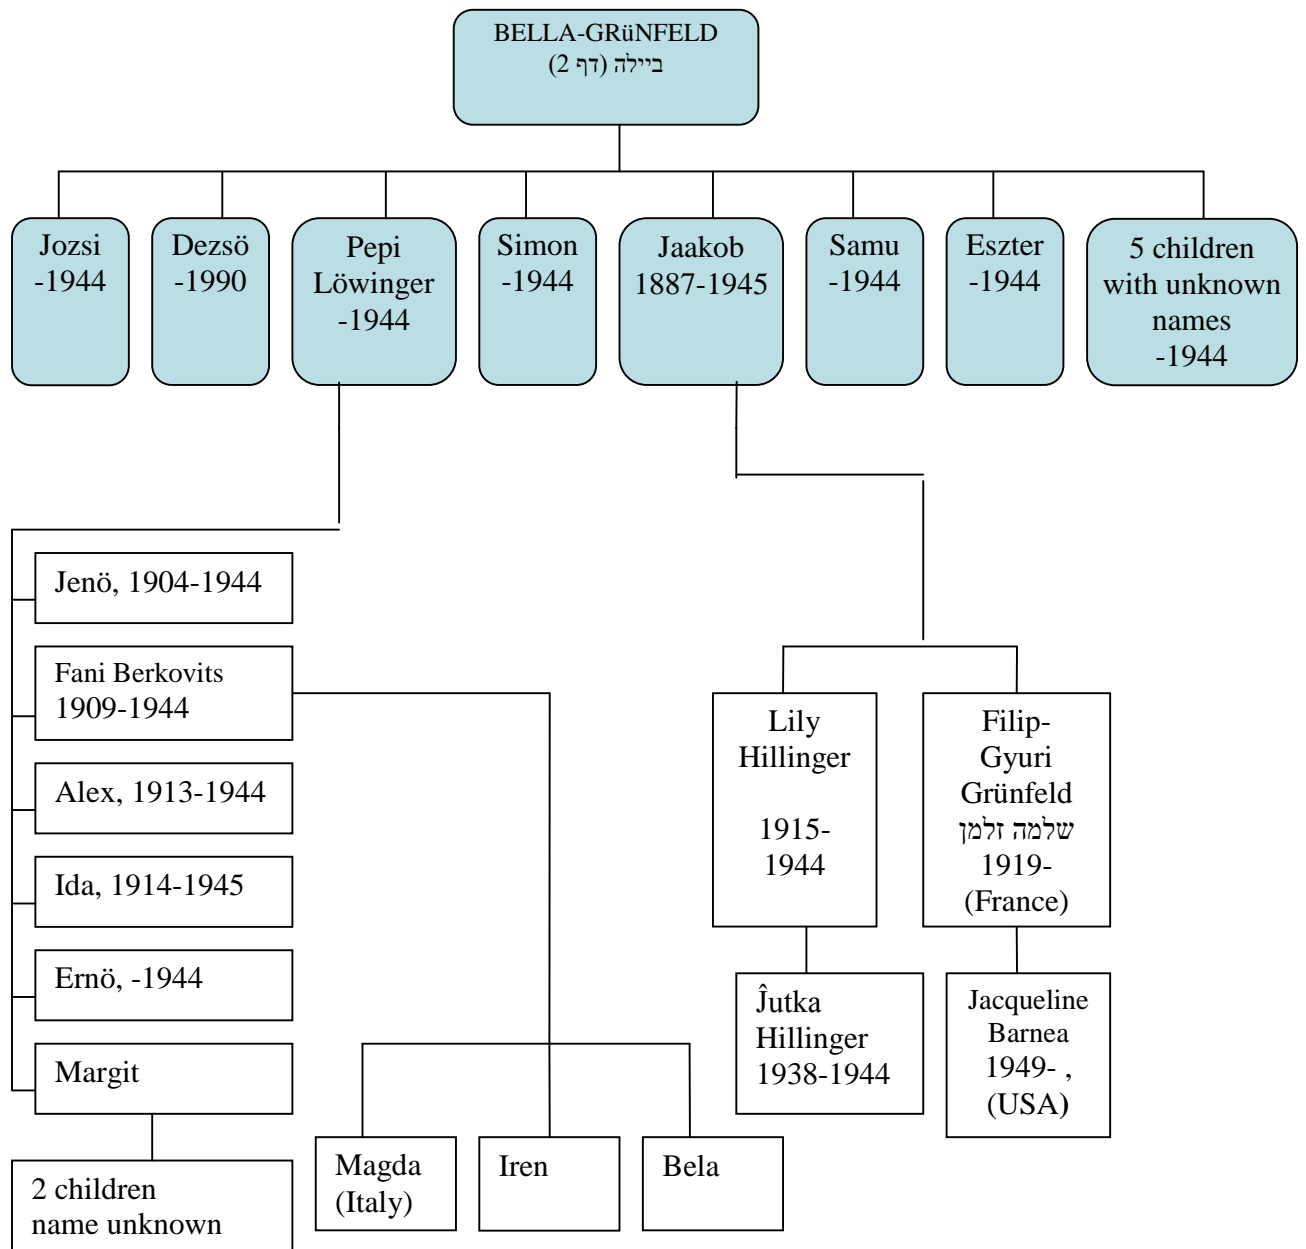 BELLA-GRüNFELD
ביילה (דף 2)
Jozsi
-1944
Dezsö
-1990
Pepi
Löwinger
-1944
Simon
-1944
Jaakob
1887-1945
Samu
-1944
Eszter
-1944
5 children
with unknown
names
-1944
Jenö, 1904-1944
Fani Berkovits
1909-1944
Alex, 1913-1944
Ida, 1914-1945
Ernö, -1944
Margit
2 children
name unknown
Magda
(Italy)
Iren
Bela
Lily
Hillinger
1915-
1944
Filip-
Gyuri
Grünfeld
שלמה זלמן
1919-
(France)
Ĵutka
Hillinger
1938-1944
Jacqueline
Barnea
1949- ,
(USA)